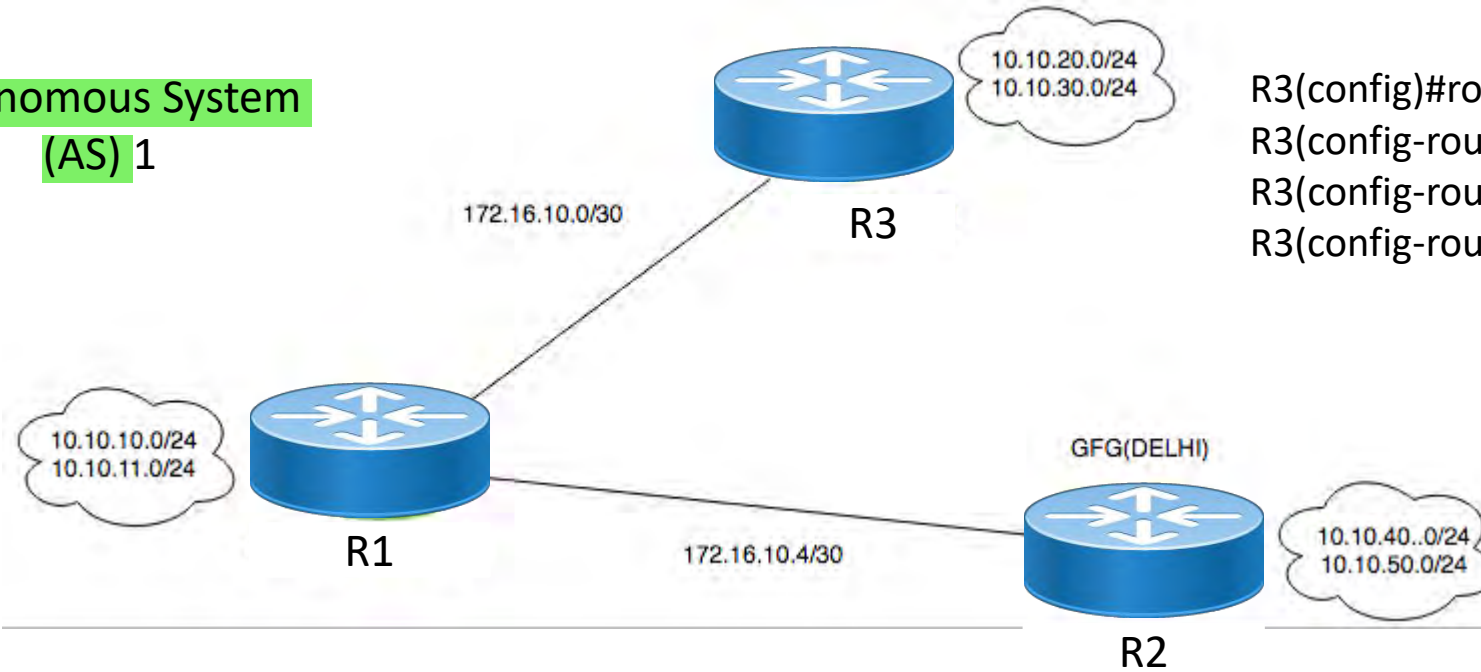 nomous System
(AS) 1
10.10.20.0/24
10.10.30.0/24
R3(config)#ro
R3(config-rou
R3(config-rou
R3(config-rou
172.16.10.0/30
R3
10.10.10.0/24
10.10.11.0/24
R1
GFG(DELHI)
172.16.10.4/30
10.10.40..0/24
10.10.50.0/24
R2